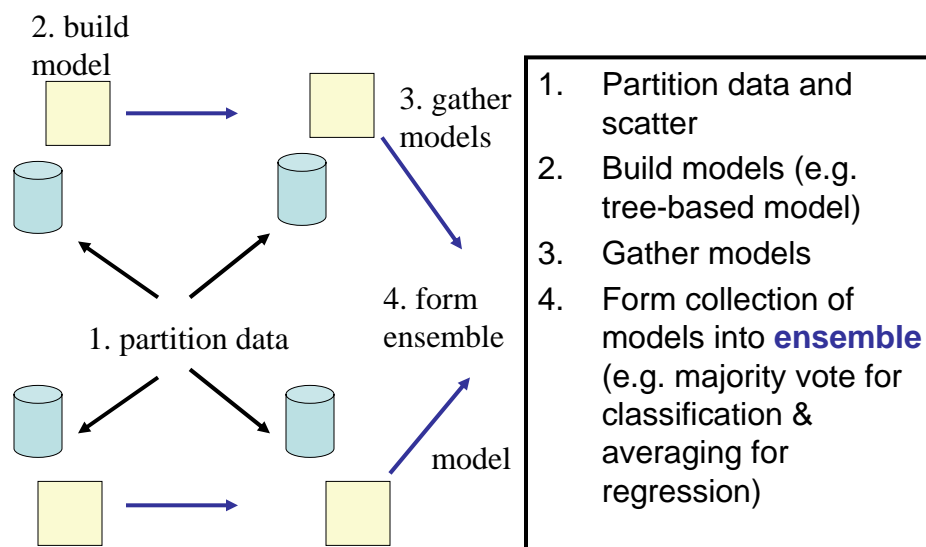 2. build
model
3. gather
models
1. partition data
4. form
ensemble
model
1. Partition data and
scatter
2. Build models (e.g.
tree-based model)
3. Gather models
4. Form collection of
models into ensemble
(e.g. majority vote for
classification &
averaging for
regression)